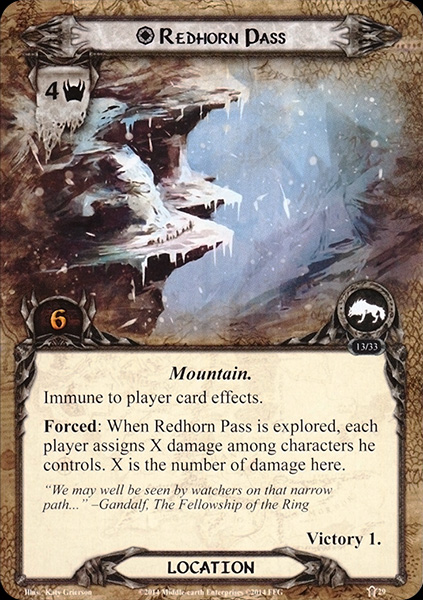 REDHORN PASS
4
6
13/33
Mountain.
Immune to player card effects.
Forced: When Redhorn Pass is explored, each
player assigns X damage among characters he
controls. X is the number of damage here.
“We may well be seen by watchers on that narrow
path...” –Gandalf, The Fellowship of the Ring
Victory 1.
LOCATION
Illus. Katy Grierson ©2014 Middle-earth Enterprises ©2014 FFG 29